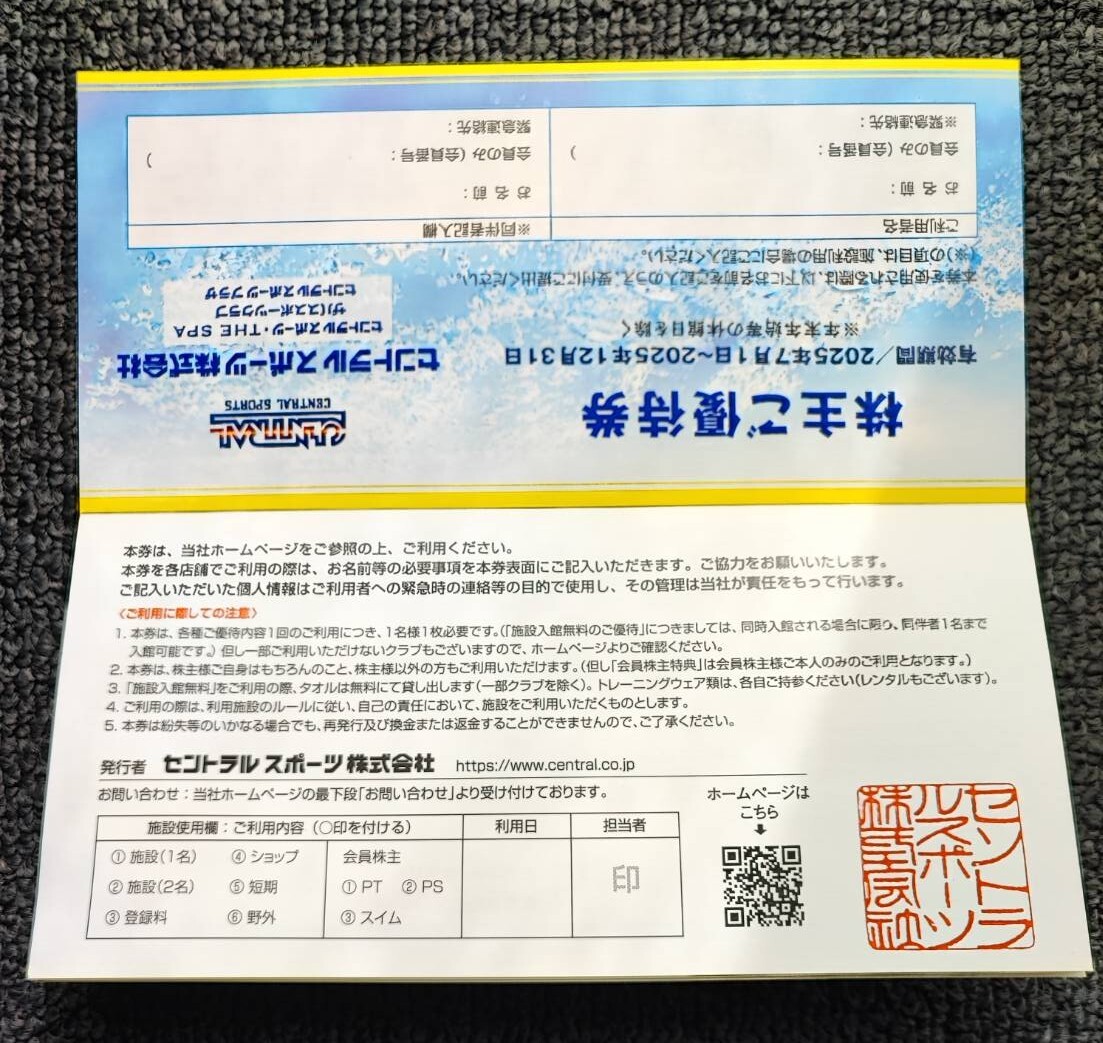 株主ご優待券
有効期間／2025年7月1日～2025年12月31日
※年末年始等の休館日を除く
CENTRAL
CENTRAL SPORTS
セントラルスポーツ株式会社
セントラルスポーツ・THE SPA
ザバススポーツクラブ
セントラルスポーツプラザ
本券を使用される際は、以下にお名前をご記入のうえ、受付にご提出ください。
(※)の項目は、施設利用の場合にご記入ください。
ご利用者名
※同伴者記入欄
お 名 前：
お 名 前：
会員のみ（会員番号： ）
会員のみ（会員番号： ）
※緊急連絡先：
緊急連絡先：
本券は、当社ホームページをご参照の上、ご利用ください。
本券を各店舗でご利用の際は、お名前等の必要事項を本券表面にご記入いただきます。ご協力をお願いいたします。
ご記入いただいた個人情報はご利用者への緊急時の連絡等の目的で使用し、その管理は当社が責任をもって行います。
〈ご利用に際しての注意〉
1. 本券は、各種ご優待内容1回のご利用につき、1名様1枚必要です。（「施設入館無料のご優待」につきましては、同時入館される場合に限り、同伴者1名まで
入館可能です。）但し一部ご利用いただけないクラブもございますので、ホームページよりご確認ください。
2. 本券は、株主様ご自身はもちろんのこと、株主様以外の方もご利用いただけます。（但し「会員株主特典」は会員株主様ご本人のみのご利用となります。）
3. 「施設入館無料」をご利用の際、タオルは無料にて貸し出します（一部クラブを除く）。トレーニングウェア類は、各自ご持参ください（レンタルもございます）。
4. ご利用の際は、利用施設のルールに従い、自己の責任において、施設をご利用いただくものとします。
5. 本券は紛失等のいかなる場合でも、再発行及び換金または返金することができませんので、ご了承ください。
発行者 セントラルスポーツ株式会社 https://www.central.co.jp
お問い合わせ：当社ホームページの最下段「お問い合わせ」より受け付けております。
施設使用欄：ご利用内容（○印を付ける） 利用日 担当者
① 施設（1名） ④ ショップ 会員株主
② 施設（2名） ⑤ 短期 ① PT ② PS 印
③ 登録料 ⑥ 野外 ③ スイム
ホームページは
こちら
セントラ
ルスポーツ
株式会社